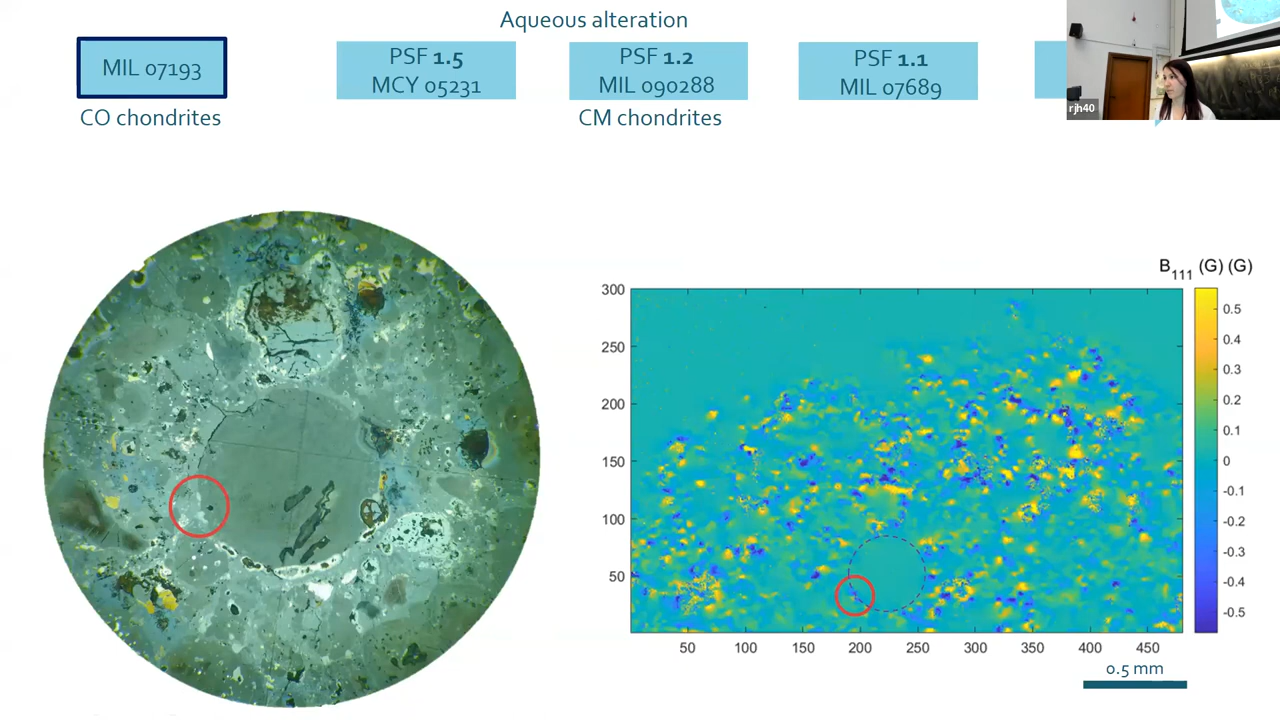 Aqueous alteration
MIL 07193
PSF 1.5
MCY 05231
PSF 1.2
MIL 090288
PSF 1.1
MIL 07689
CO chondrites
CM chondrites
rjh40
B111 (G) (G)
300
250
200
150
100
50
50
100
150
200
250
300
350
400
450
0.5
0.4
0.3
0.2
0.1
0
-0.1
-0.2
-0.3
-0.4
-0.5
0.5 mm